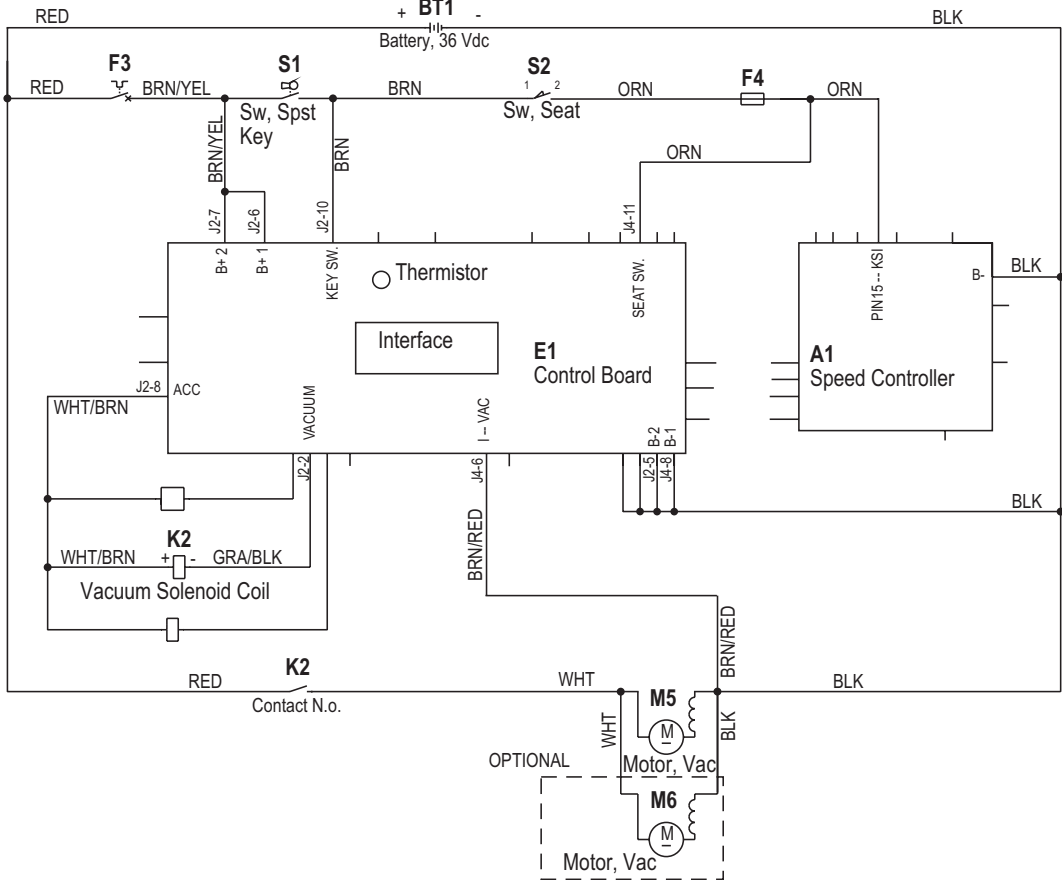 RED
+ BT1 -
BLK
Battery, 36 Vdc
F3
S1
S2
F4
RED
BRN/YEL
BRN
1 2
ORN
ORN
Sw, Spst
Key
Sw, Seat
BRN/YEL
BRN
ORN
J2-7
J2-6
J2-10
J4-11
B+ 2
B+ 1
KEY SW.
Thermistor
SEAT SW.
PIN15 -- KSI
B-
BLK
Interface
E1
Control Board
A1
Speed Controller
J2-8
ACC
WHT/BRN
VACUUM
I -- VAC
B-2
B-1
J2-2
J4-6
J2-5
J4-8
BLK
K2
WHT/BRN
+ -
GRA/BLK
Vacuum Solenoid Coil
BRN/RED
BRN/RED
K2
RED
WHT
BLK
Contact N.o.
M5
M
WHT
BLK
Motor, Vac
OPTIONAL
M6
M
Motor, Vac